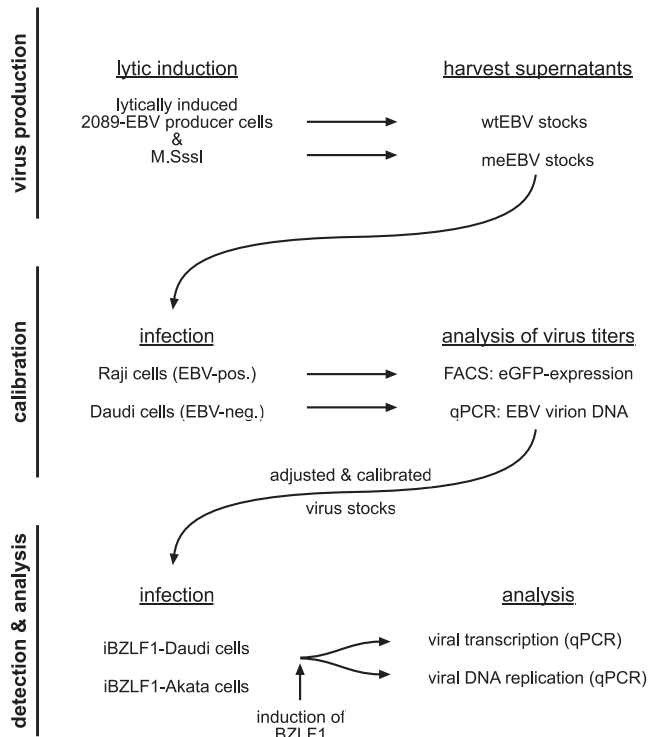 virus production
lytic induction
harvest supernatants
lytically induced
2089-EBV producer cells
&
M.SssI
wtEBV stocks
meEBV stocks
calibration
infection
analysis of virus titers
Raji cells (EBV-pos.)
FACS: eGFP-expression
Daudi cells (EBV-neg.)
qPCR: EBV virion DNA
adjusted & calibrated
virus stocks
detection & analysis
infection
analysis
iBZLF1-Daudi cells
viral transcription (qPCR)
iBZLF1-Akata cells
viral DNA replication (qPCR)
induction of
BZLF1